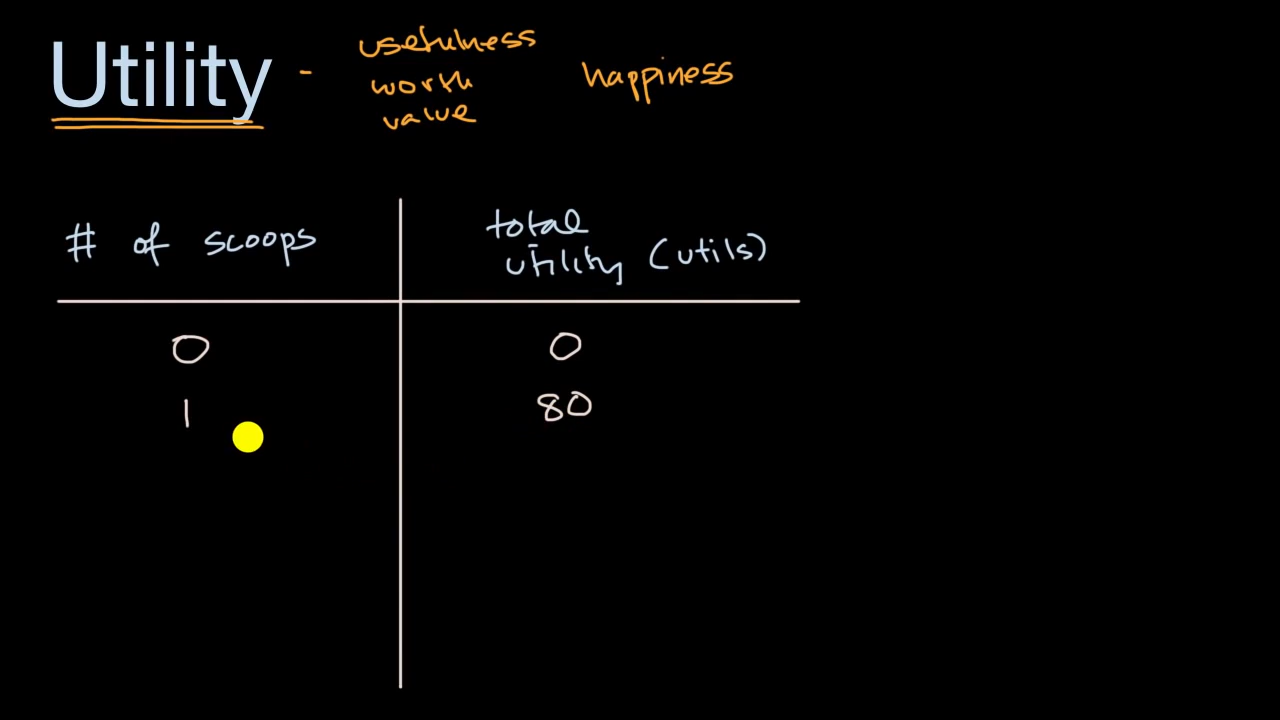 Utility - usefulness
worth happiness
value
# of scoops total
utility (utils)
0 0
1 80